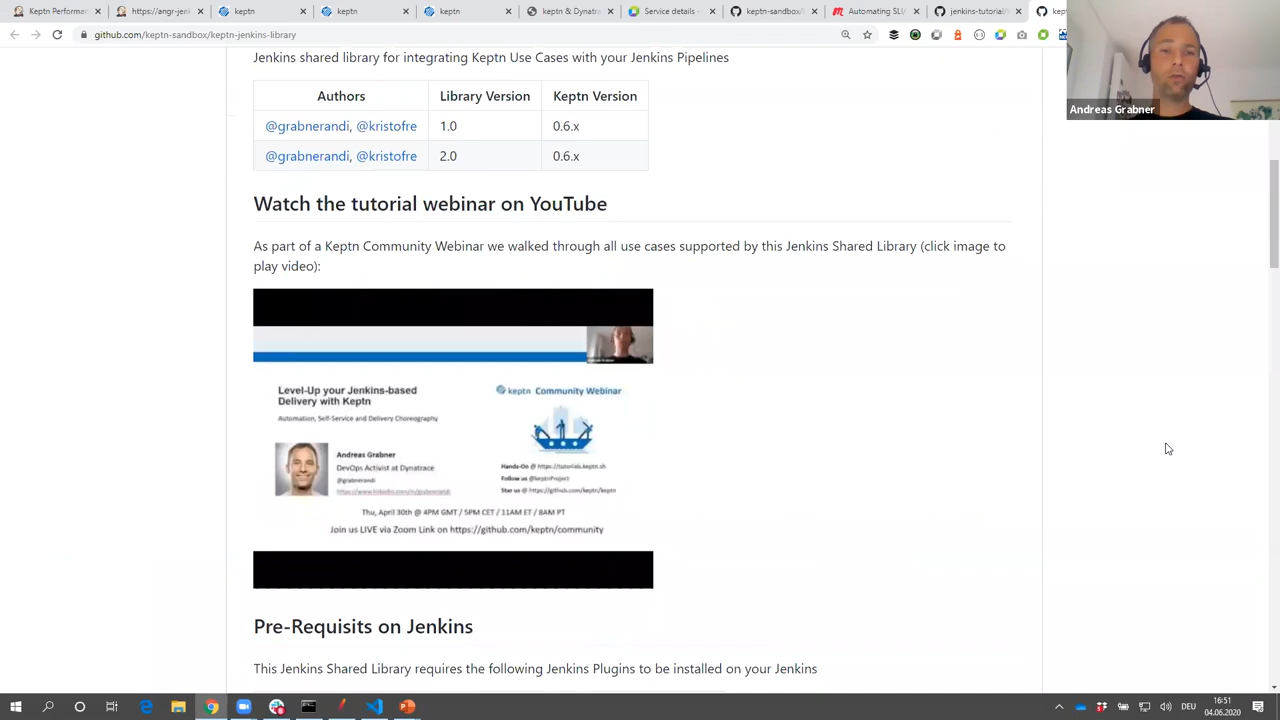 Keptn Performan
https://angr-jenki
keptn
keptn
keptn
keptn & Dynatra
Service details -
keptn-sandbox/k
Automating SLI/
jenkins-tutorial/
ke
github.com/keptn-sandbox/keptn-jenkins-library
Andreas Grabner
Jenkins shared library for integrating Keptn Use Cases with your Jenkins Pipelines
Authors Library Version Keptn Version
@grabnerandi, @kristofre 1.0 0.6.x
@grabnerandi, @kristofre 2.0 0.6.x
Watch the tutorial webinar on YouTube
As part of a Keptn Community Webinar we walked through all use cases supported by this Jenkins Shared Library (click image to
play video):
Level-Up your Jenkins-based
Delivery with Keptn
Automation, Self-Service and Delivery Choreography
Andreas Grabner
DevOps Activist at Dynatrace
@grabnerandi
https://www.linkedin.com/in/grabnerandi
keptn Community Webinar
Hands-On @ https://tutorials.keptn.sh
Follow us @keptnProject
Star us @ https://github.com/keptn/keptn
Thu, April 30th @ 4PM GMT / 5PM CET / 11AM ET / 8AM PT
Join us LIVE via Zoom Link on https://github.com/keptn/community
Pre-Requisits on Jenkins
This Jenkins Shared Library requires the following Jenkins Plugins to be installed on your Jenkins
DEU
16:51
04.06.2020